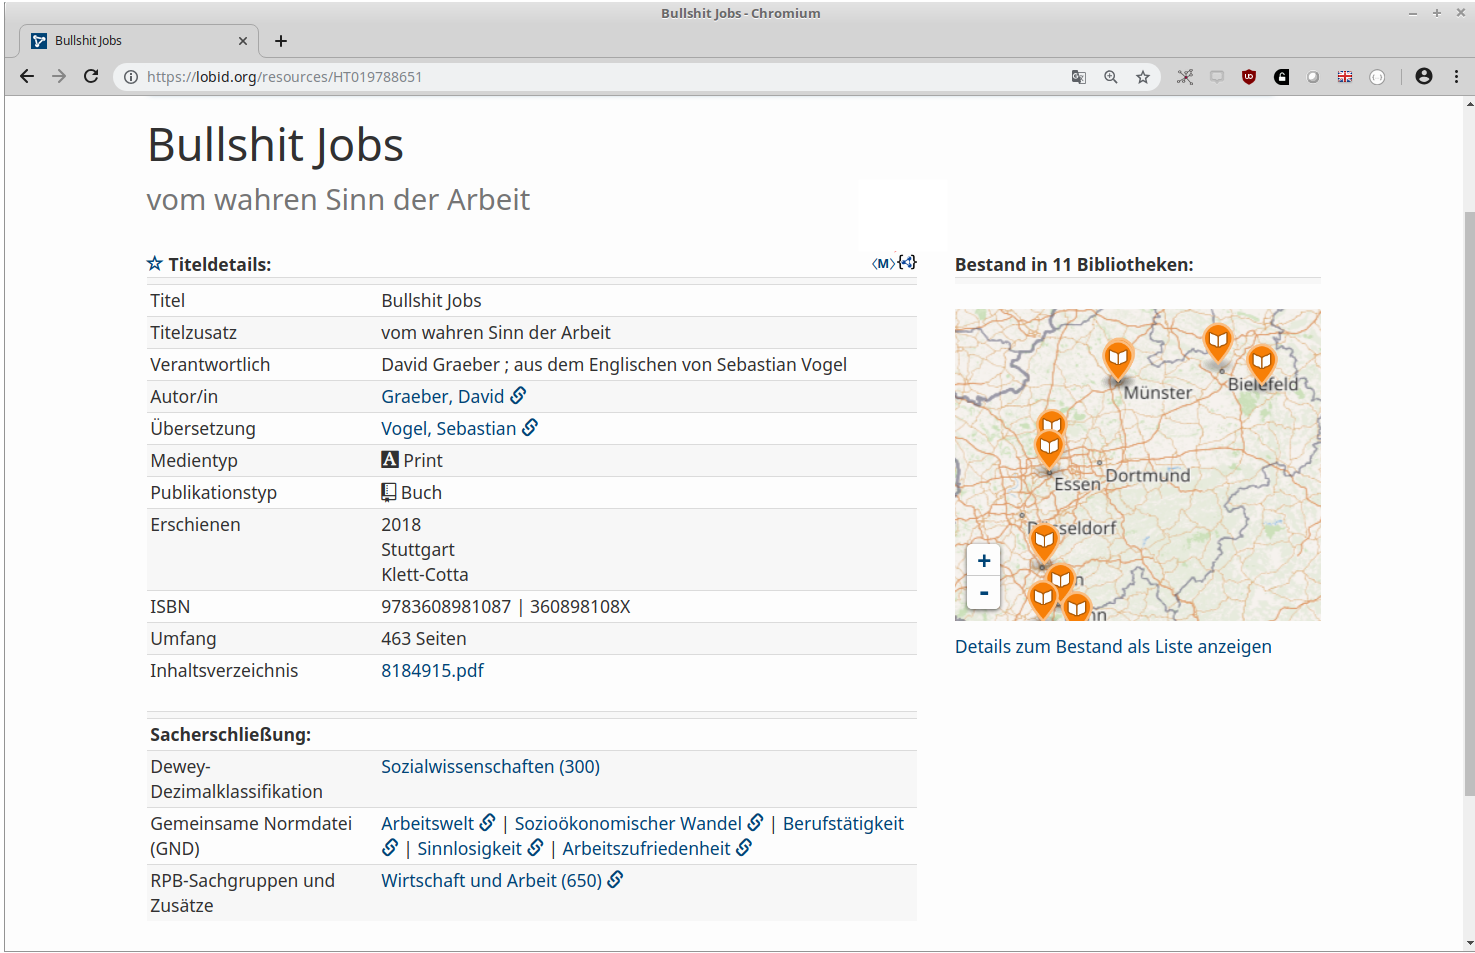 Bullshit Jobs - Chromium
Bullshit Jobs
https://lobid.org/resources/HT019788651
Bullshit Jobs
vom wahren Sinn der Arbeit
Titeldetails:
⟨M⟩
Titel Bullshit Jobs
Titelzusatz vom wahren Sinn der Arbeit
Verantwortlich David Graeber ; aus dem Englischen von Sebastian Vogel
Autor/in Graeber, David
Übersetzung Vogel, Sebastian
Medientyp A Print
Publikationstyp Buch
Erschienen 2018
Stuttgart
Klett-Cotta
ISBN 9783608981087 | 360898108X
Umfang 463 Seiten
Inhaltsverzeichnis 8184915.pdf
Sacherschließung:
Dewey- Sozialwissenschaften (300)
Dezimalklassifikation
Gemeinsame Normdatei Arbeitswelt | Sozioökonomischer Wandel | Berufstätigkeit
(GND) | Sinnlosigkeit | Arbeitszufriedenheit
RPB-Sachgruppen und Wirtschaft und Arbeit (650)
Zusätze
Bestand in 11 Bibliotheken:
Münster
Bielefeld
Dortmund
Essen
+
-
Details zum Bestand als Liste anzeigen